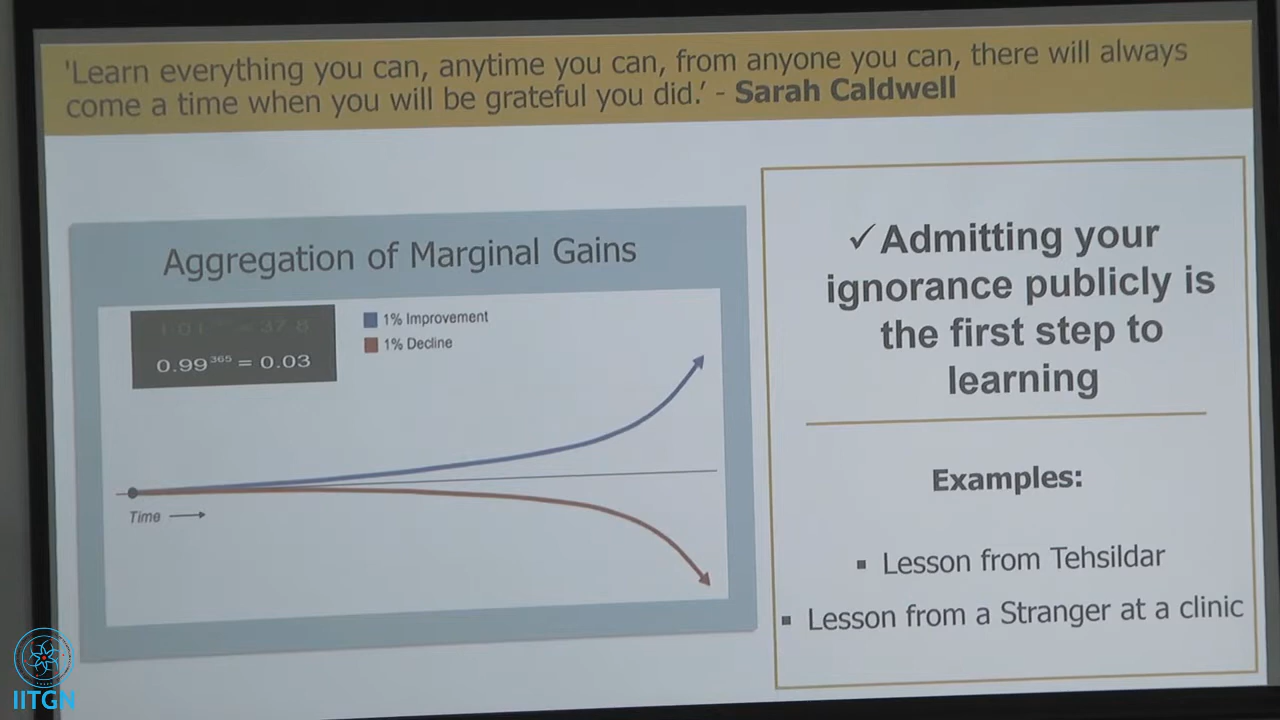 'Learn everything you can, anytime you can, from anyone you can, there will always
come a time when you will be grateful you did.' - Sarah Caldwell
Aggregation of Marginal Gains
= 37.8
0.99³⁶⁵ = 0.03
1% Improvement
1% Decline
Time
✓Admitting your
ignorance publicly is
the first step to
learning
Examples:
▪ Lesson from Tehsildar
▪ Lesson from a Stranger at a clinic
IITGN